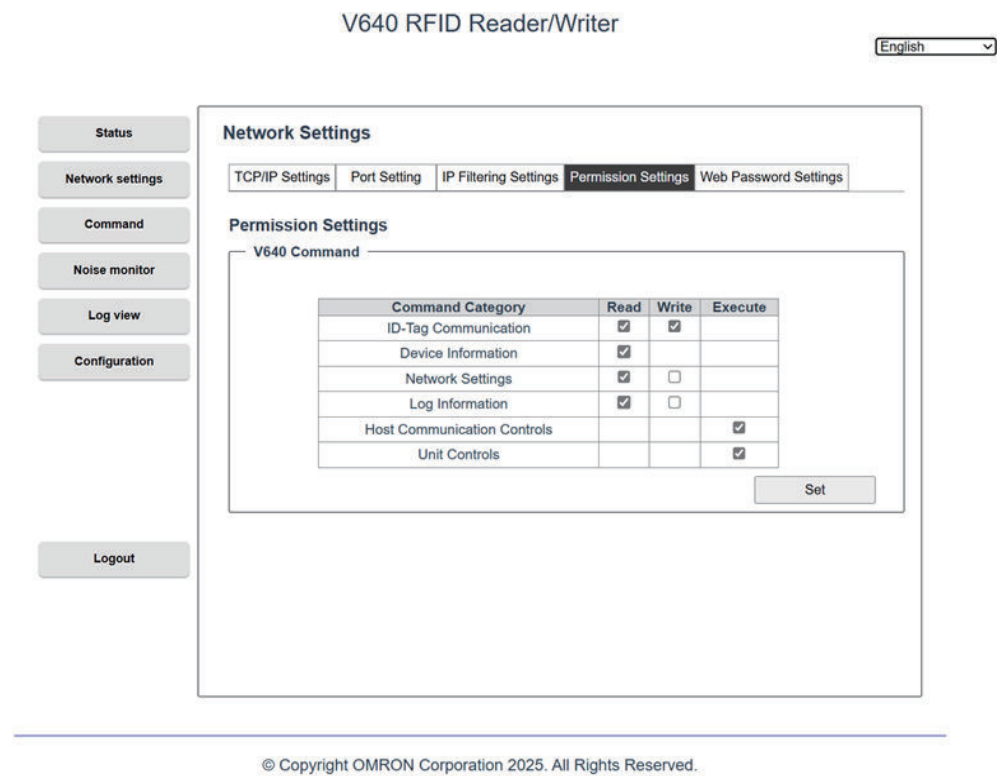 V640 RFID Reader/Writer
English
Status
Network settings
Command
Noise monitor
Log view
Configuration
Logout
Network Settings
TCP/IP Settings Port Setting IP Filtering Settings Permission Settings Web Password Settings
Permission Settings
V640 Command
Command Category Read Write Execute
ID-Tag Communication
Device Information
Network Settings
Log Information
Host Communication Controls
Unit Controls
Set
© Copyright OMRON Corporation 2025. All Rights Reserved.